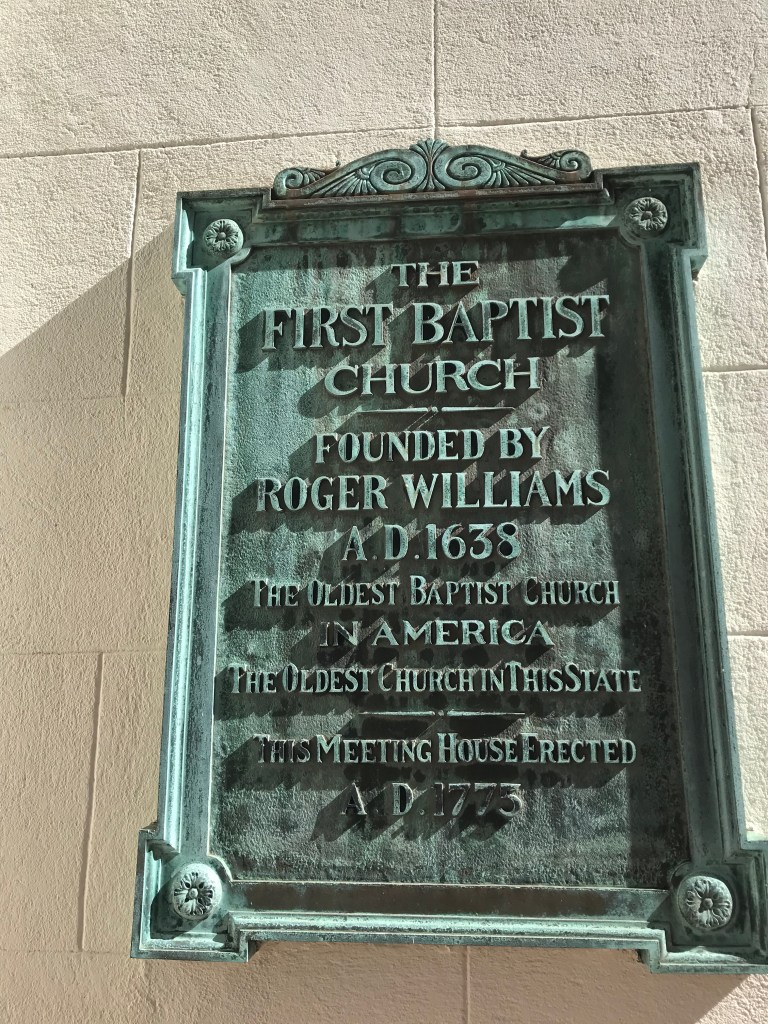 THE
FIRST BAPTIST
CHURCH
FOUNDED BY
ROGER WILLIAMS
A.D.1638
THE OLDEST BAPTIST CHURCH
IN AMERICA
THE OLDEST CHURCH IN THIS STATE
THIS MEETING HOUSE ERECTED
A.D.1775